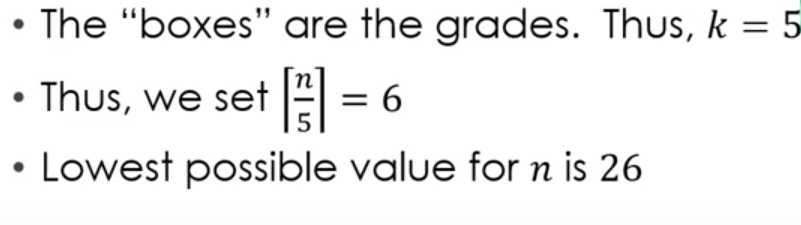 • The “boxes” are the grades. Thus, k = 5
• Thus, we set ⌈n/5⌉ = 6
• Lowest possible value for n is 26